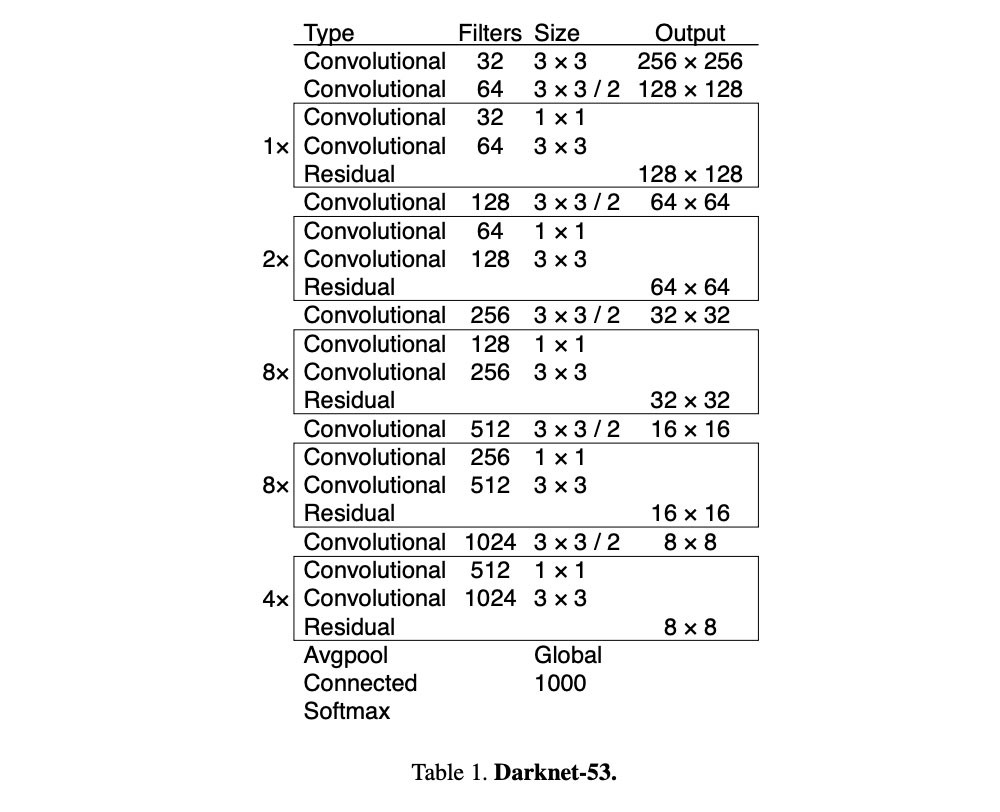 Type Filters Size Output
Convolutional 32 3 × 3 256 × 256
Convolutional 64 3 × 3 / 2 128 × 128
Convolutional 32 1 × 1
1× Convolutional 64 3 × 3
Residual 128 × 128
Convolutional 128 3 × 3 / 2 64 × 64
Convolutional 64 1 × 1
2× Convolutional 128 3 × 3
Residual 64 × 64
Convolutional 256 3 × 3 / 2 32 × 32
Convolutional 128 1 × 1
8× Convolutional 256 3 × 3
Residual 32 × 32
Convolutional 512 3 × 3 / 2 16 × 16
Convolutional 256 1 × 1
8× Convolutional 512 3 × 3
Residual 16 × 16
Convolutional 1024 3 × 3 / 2 8 × 8
Convolutional 512 1 × 1
4× Convolutional 1024 3 × 3
Residual 8 × 8
Avgpool Global
Connected 1000
Softmax
Table 1. Darknet-53.